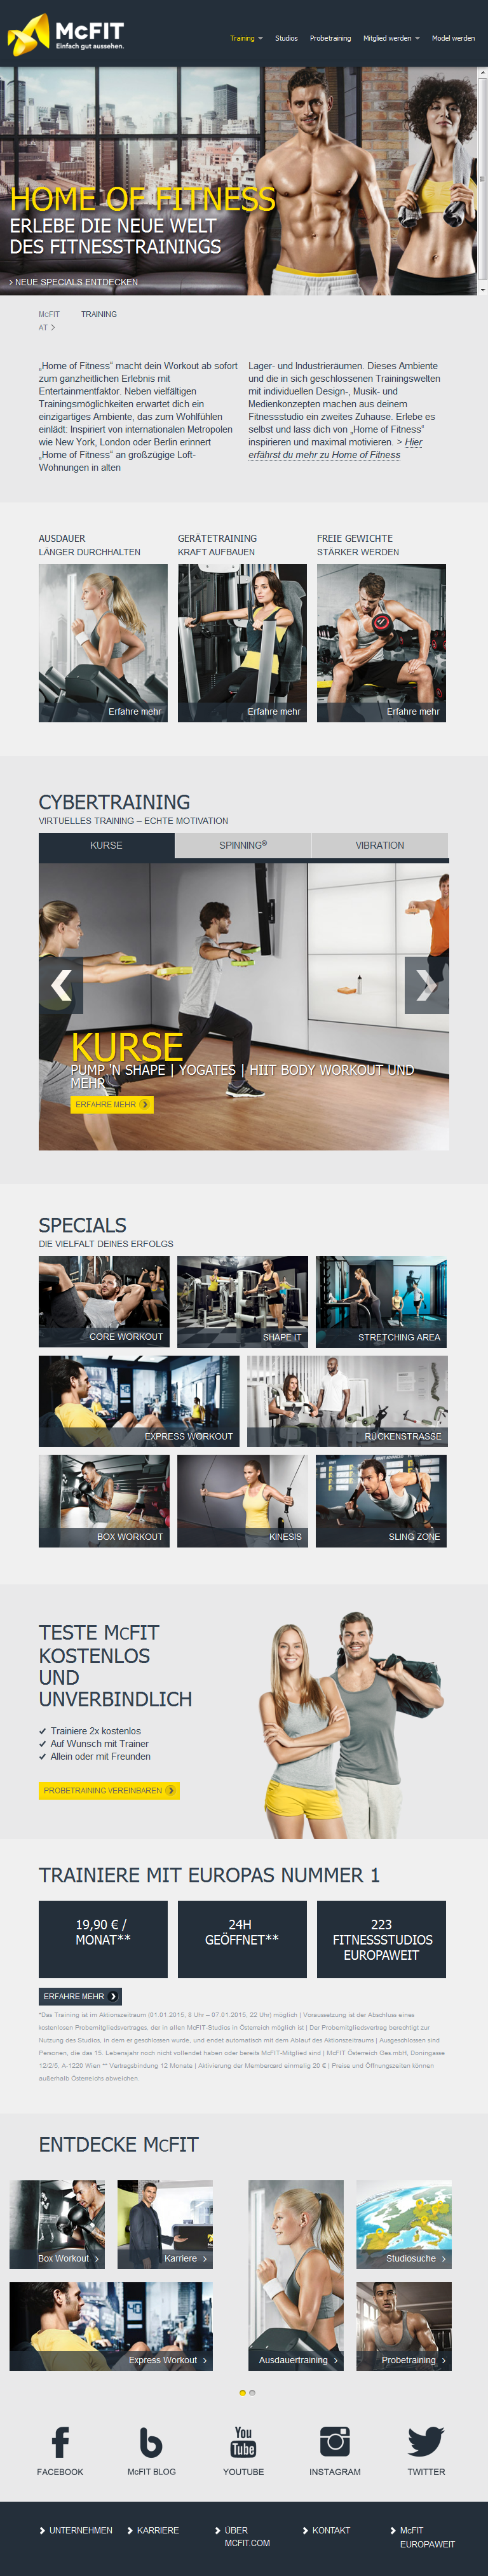 McFIT
Einfach gut aussehen.
Training
Studios
Probetraining
Mitglied werden
Model werden
HOME OF FITNESS
ERLEBE DIE NEUE WELT
DES FITNESSTRAININGS
› NEUE SPECIALS ENTDECKEN
McFIT
AT >
TRAINING
„Home of Fitness“ macht dein Workout ab sofort
zum ganzheitlichen Erlebnis mit
Entertainmentfaktor. Neben vielfältigen
Trainingsmöglichkeiten erwartet dich ein
einzigartiges Ambiente, das zum Wohlfühlen
einlädt: Inspiriert von internationalen Metropolen
wie New York, London oder Berlin erinnert
„Home of Fitness“ an großzügige Loft-
Wohnungen in alten
Lager- und Industrieräumen. Dieses Ambiente
und die in sich geschlossenen Trainingswelten
mit individuellen Design-, Musik- und
Medienkonzepten machen aus deinem
Fitnessstudio ein zweites Zuhause. Erlebe es
selbst und lass dich von „Home of Fitness“
inspirieren und maximal motivieren. > Hier
erfährst du mehr zu Home of Fitness
AUSDAUER
LÄNGER DURCHHALTEN
Erfahre mehr
GERÄTETRAINING
KRAFT AUFBAUEN
Erfahre mehr
FREIE GEWICHTE
STÄRKER WERDEN
Erfahre mehr
CYBERTRAINING
VIRTUELLES TRAINING – ECHTE MOTIVATION
KURSE
SPINNING®
VIBRATION
KURSE
PUMP 'N SHAPE | YOGATES | HIIT BODY WORKOUT UND
MEHR
ERFAHRE MEHR
SPECIALS
DIE VIELFALT DEINES ERFOLGS
CORE WORKOUT
SHAPE IT
STRETCHING AREA
EXPRESS WORKOUT
RÜCKENSTRASSE
BOX WORKOUT
KINESIS
SLING ZONE
TESTE McFIT
KOSTENLOS
UND
UNVERBINDLICH
Trainiere 2x kostenlos
Auf Wunsch mit Trainer
Allein oder mit Freunden
PROBETRAINING VEREINBAREN
TRAINIERE MIT EUROPAS NUMMER 1
19,90 € /
MONAT**
24H
GEÖFFNET**
223
FITNESSSTUDIOS
EUROPAWEIT
ERFAHRE MEHR
*Das Training ist im Aktionszeitraum (01.01.2015, 6 Uhr – 07.01.2015, 22 Uhr) möglich | Voraussetzung ist der Abschluss eines
kostenlosen Probemitgliedsvertrages, der in allen McFIT-Studios in Österreich möglich ist | Der Probemitgliedsvertrag berechtigt zur
Nutzung des Studios, in dem er geschlossen wurde, und endet automatisch mit dem Ablauf des Aktionszeitraums | Ausgeschlossen sind
Personen, die das 15. Lebensjahr noch nicht vollendet haben oder bereits McFIT-Mitglied sind | McFIT Österreich Ges.mbH, Doningasse
12/2/5, A-1220 Wien ** Vertragsbindung 12 Monate | Aktivierung der Membercard einmalig 20 € | Preise und Öffnungszeiten können
außerhalb Österreichs abweichen.
ENTDECKE McFIT
Box Workout
Karriere
Studiosuche
Express Workout
Ausdauertraining
Probetraining
FACEBOOK
McFIT BLOG
YOUTUBE
INSTAGRAM
TWITTER
UNTERNEHMEN
KARRIERE
ÜBER
MCFIT.COM
KONTAKT
McFIT
EUROPAWEIT